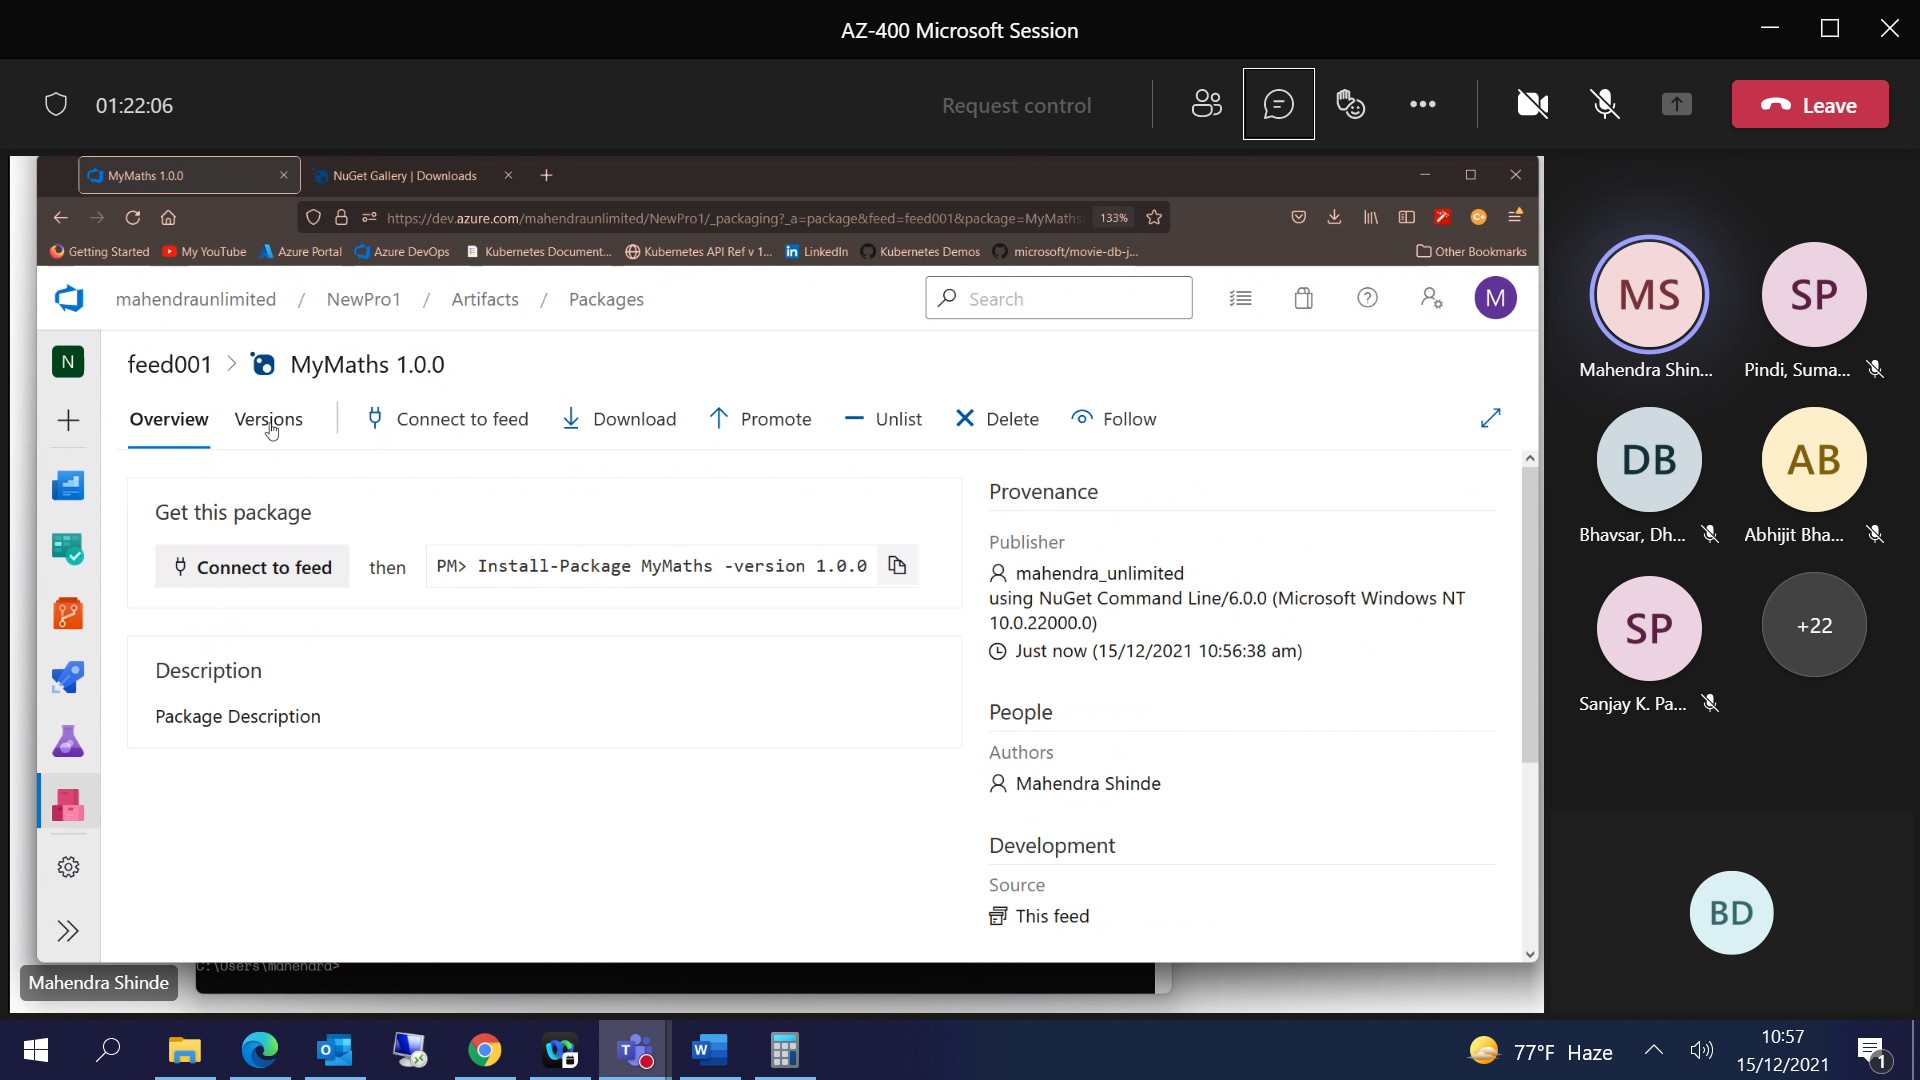 AZ-400 Microsoft Session
01:22:06
Request control
Leave
MyMaths 1.0.0
NuGet Gallery | Downloads
https://dev.azure.com/mahendraunlimited/NewPro1/_packaging?_a=package&feed=feed001&package=MyMaths
133%
Getting Started
My YouTube
Azure Portal
Azure DevOps
Kubernetes Document...
Kubernetes API Ref v 1...
LinkedIn
Kubernetes Demos
microsoft/movie-db-j...
Other Bookmarks
mahendraunlimited / NewPro1 / Artifacts / Packages
Search
M
N
feed001 > MyMaths 1.0.0
Overview
Versions
Connect to feed
Download
Promote
Unlist
Delete
Follow
Get this package
Connect to feed
then
PM> Install-Package MyMaths -version 1.0.0
Description
Package Description
Provenance
Publisher
mahendra_unlimited
using NuGet Command Line/6.0.0 (Microsoft Windows NT
10.0.22000.0)
Just now (15/12/2021 10:56:38 am)
People
Authors
Mahendra Shinde
Development
Source
This feed
C:\Users\mahendra>
Mahendra Shinde
MS
Mahendra Shin...
SP
Pindi, Suma...
DB
Bhavsar, Dh...
AB
Abhijit Bha...
SP
Sanjay K. Pa...
+22
BD
77°F Haze
10:57
15/12/2021
1